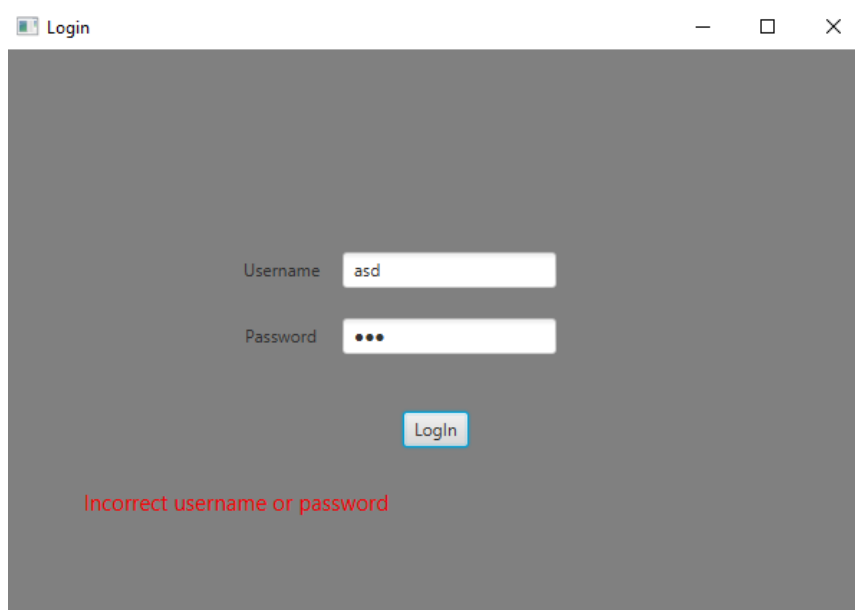 Login
Username asd
Password •••
LogIn
Incorrect username or password